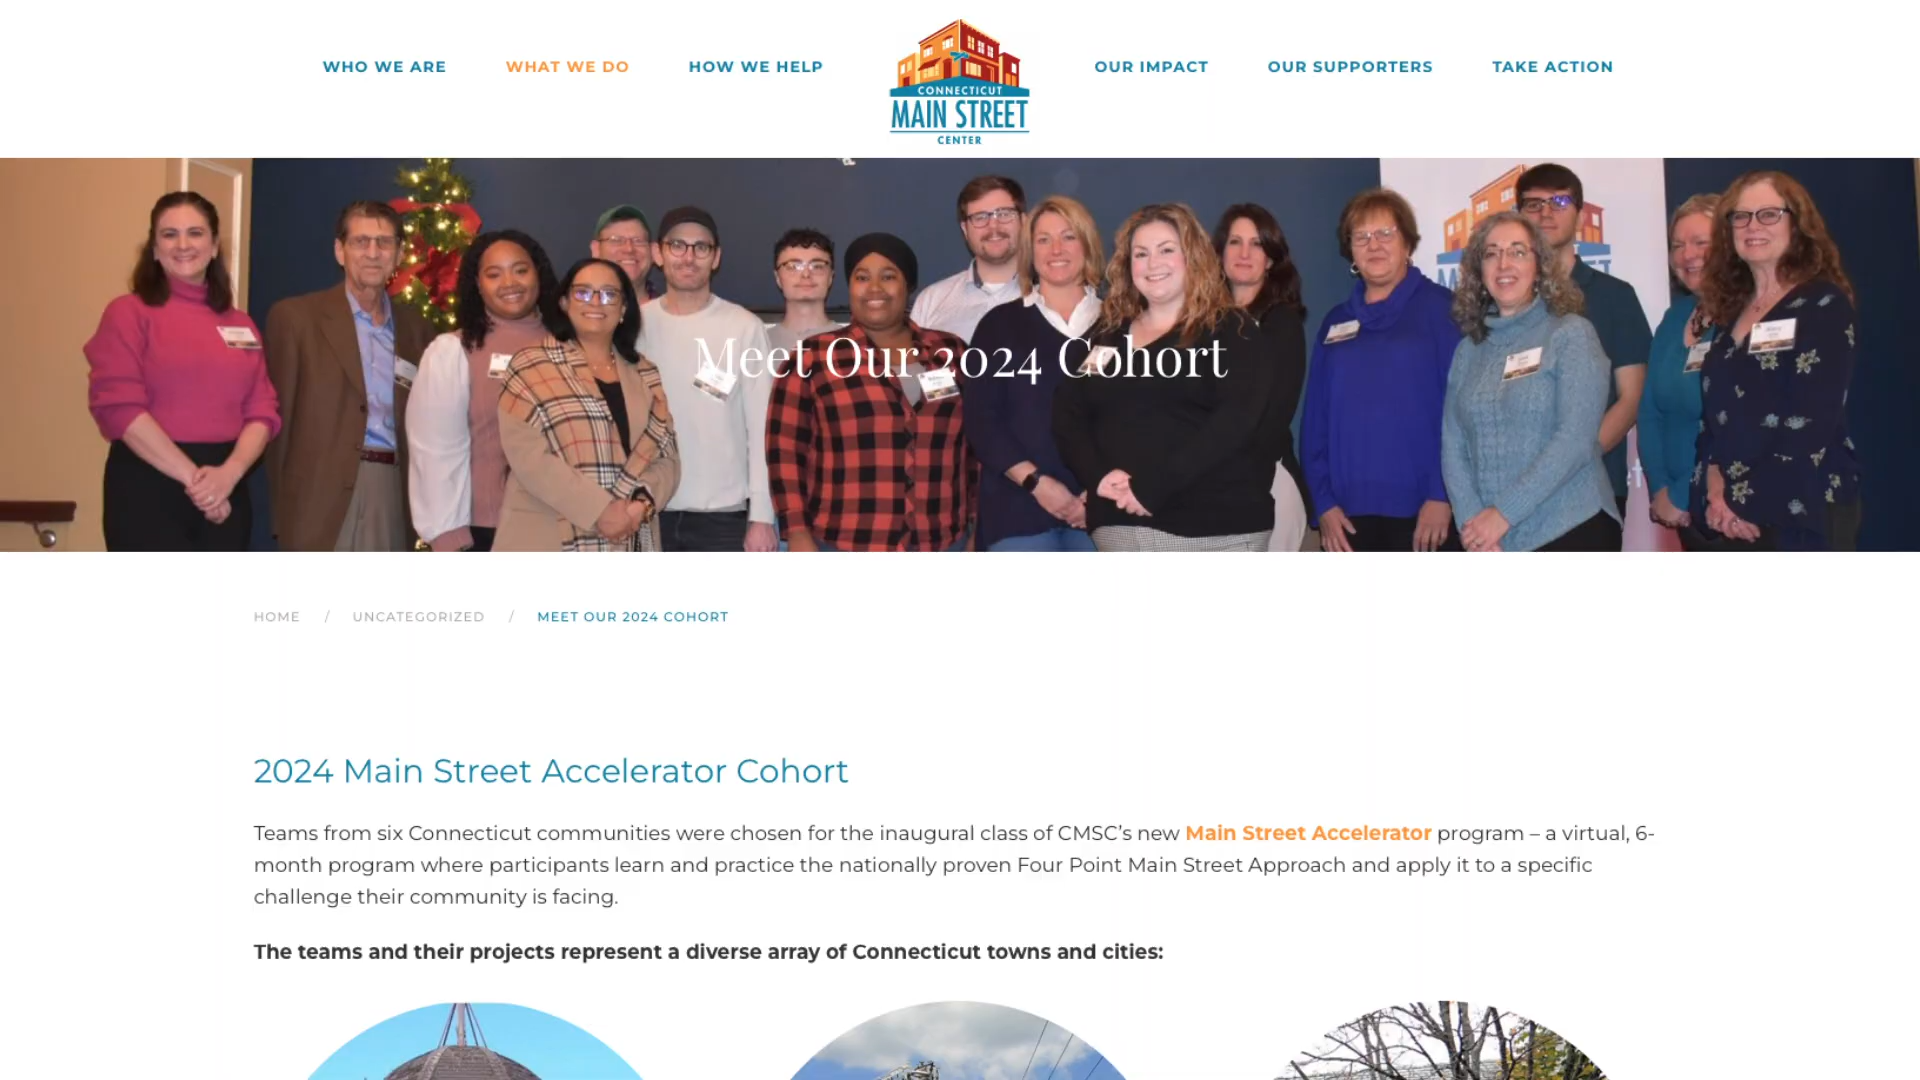 WHO WE ARE
WHAT WE DO
HOW WE HELP
CONNECTICUT
MAIN STREET
CENTER
OUR IMPACT
OUR SUPPORTERS
TAKE ACTION
Meet Our 2024 Cohort
HOME / UNCATEGORIZED / MEET OUR 2024 COHORT
2024 Main Street Accelerator Cohort
Teams from six Connecticut communities were chosen for the inaugural class of CMSC’s new Main Street Accelerator program – a virtual, 6-
month program where participants learn and practice the nationally proven Four Point Main Street Approach and apply it to a specific
challenge their community is facing.
The teams and their projects represent a diverse array of Connecticut towns and cities: